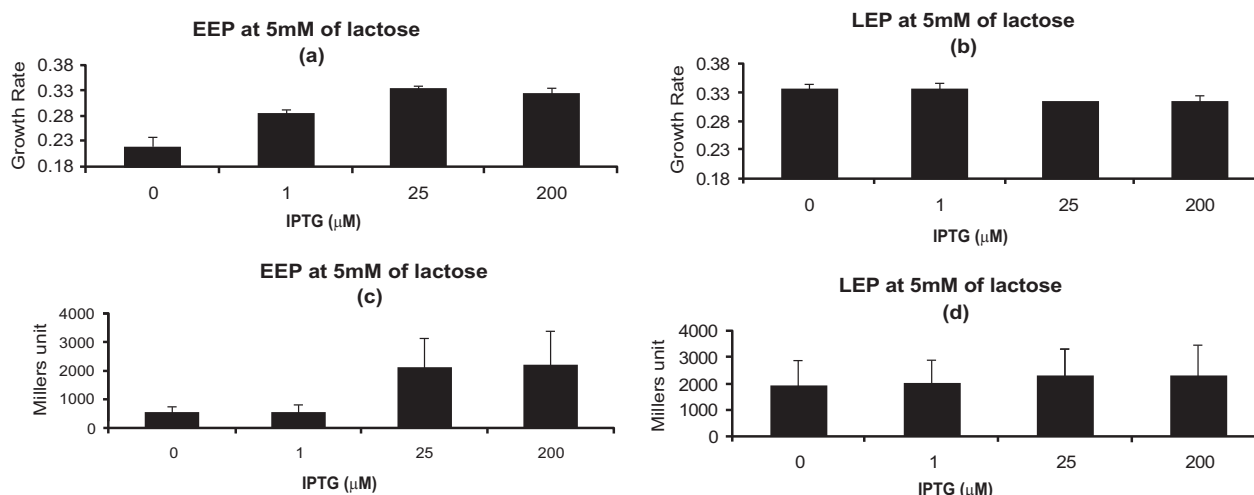 EEP at 5mM of lactose
(a)
Growth Rate
0.38
0.33
0.28
0.23
0.18
0 1 25 200
IPTG (μM)
LEP at 5mM of lactose
(b)
Growth Rate
0.38
0.33
0.28
0.23
0.18
0 1 25 200
IPTG (μM)
EEP at 5mM of lactose
(c)
Millers unit
4000
3000
2000
1000
0
0 1 25 200
IPTG (μM)
LEP at 5mM of lactose
(d)
Millers unit
4000
3000
2000
1000
0
0 1 25 200
IPTG (μM)